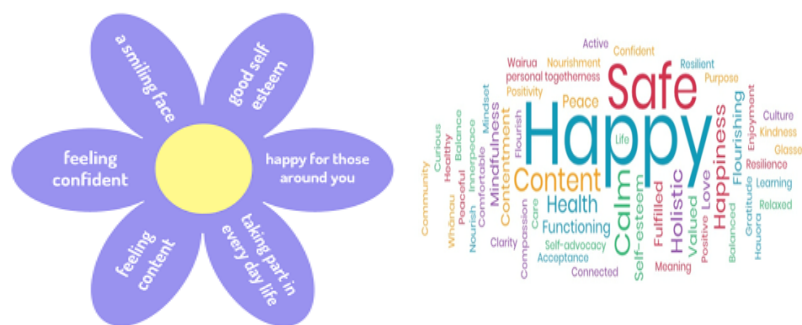 a smiling face
good self
esteem
happy for those
around you
taking part in
every day life
feeling
content
feeling
confident
Active
Confident
Wairua
Nourishment
Resilient
personal togetherness
Purpose
Positivity
Peace
Safe
Happy
Life
Content
Health
Functioning
Self-advocacy
Acceptance
Connected
Clarity
Care
Compassion
Community
Curious
Whānau
Healthy
Peaceful
Balance
Nourish
Innerpeace
Comfortable
Mindset
Mindfulness
Contentment
Flourish
Calm
Self-esteem
Fulfilled
Meaning
Holistic
Valued
Positive
Love
Happiness
Balanced
Flourishing
Gratitude
Enjoyment
Hauora
Culture
Kindness
Glasse
Resilience
Learning
Relaxed